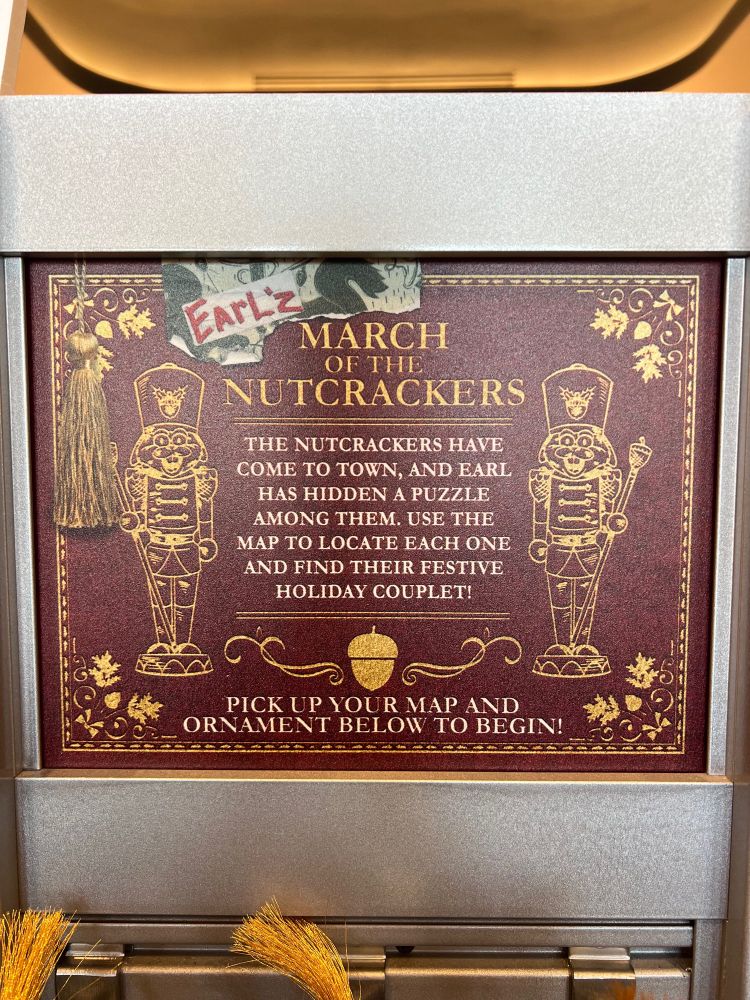 EARL'Z
MARCH
OF THE
NUTCRACKERS
THE NUTCRACKERS HAVE
COME TO TOWN, AND EARL
HAS HIDDEN A PUZZLE
AMONG THEM. USE THE
MAP TO LOCATE EACH ONE
AND FIND THEIR FESTIVE
HOLIDAY COUPLET!
PICK UP YOUR MAP AND
ORNAMENT BELOW TO BEGIN!